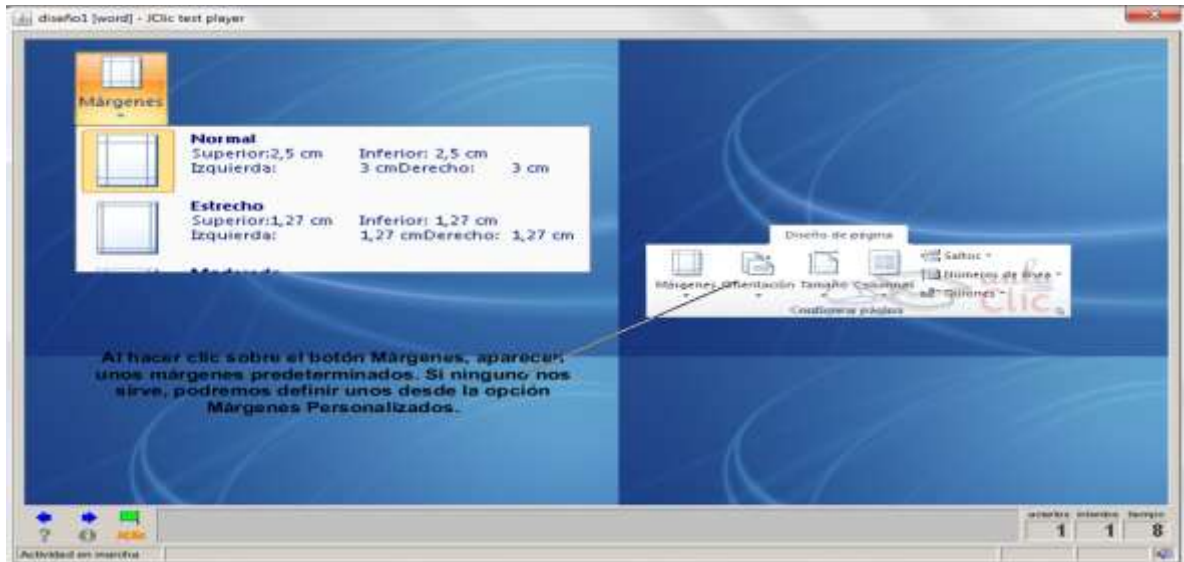 diseño1 [word] - JClic test player
Márgenes
Normal
Superior:2,5 cm Inferior: 2,5 cm
Izquierda: 3 cmDerecho: 3 cm
Estrecho
Superior:1,27 cm Inferior: 1,27 cm
Izquierda: 1,27 cmDerecho: 1,27 cm
Al hacer clic sobre el botón Márgenes, aparecen
unos márgenes predeterminados. Si ninguno nos
sirve, podremos definir unos desde la opción
Márgenes Personalizados.
Diseño de página
Márgenes Orientación Tamaño Columnas
Saltos
Números de línea
Guiones
Configurar página
aula
Clic
JClic
aciertos intentos tiempo
1 1 8
Actividad en marcha